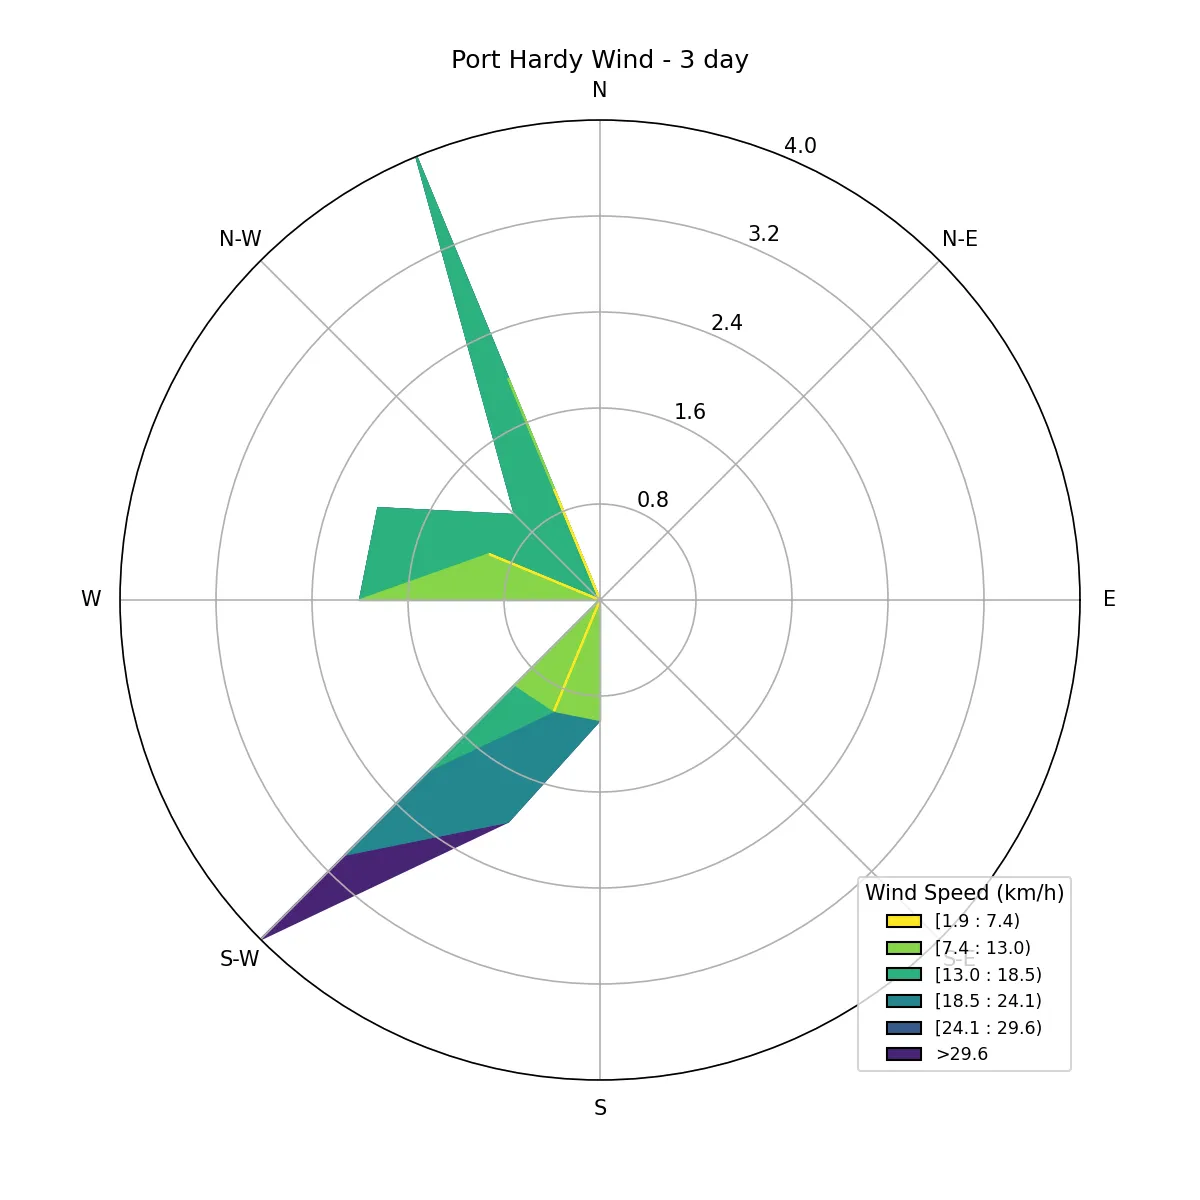 Port Hardy Wind - 3 day
N
4.0
N-W
3.2
N-E
2.4
1.6
0.8
W
E
S-W
S-E
S
Wind Speed (km/h)
[1.9 : 7.4)
[7.4 : 13.0)
[13.0 : 18.5)
[18.5 : 24.1)
[24.1 : 29.6)
>29.6